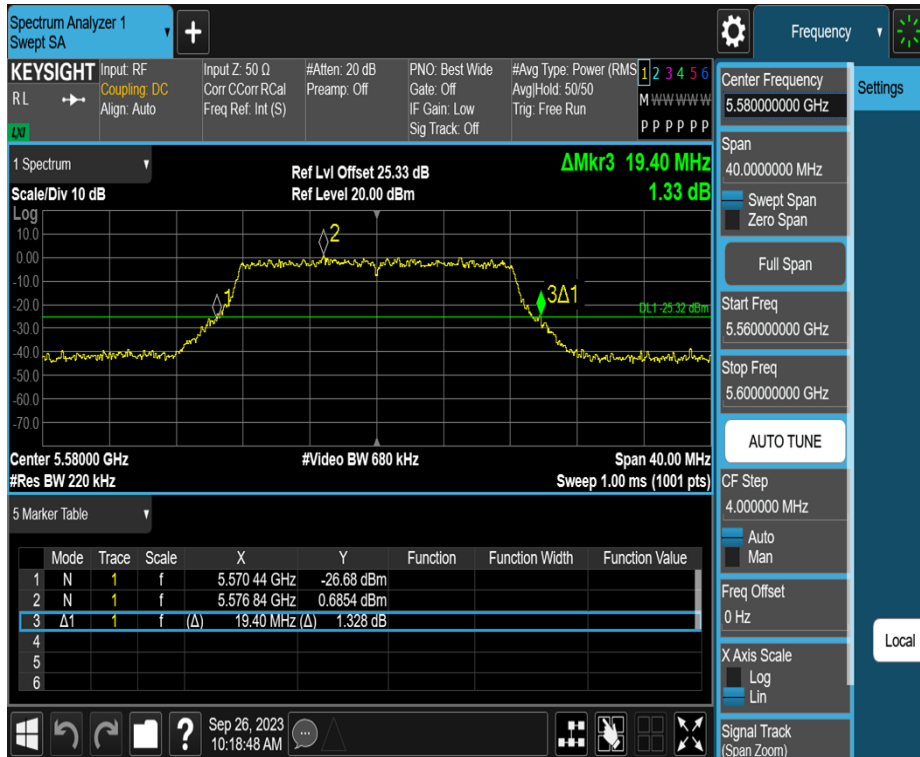 Spectrum Analyzer 1
Swept SA
+
Frequency
KEYSIGHT
RL
LXI
Input: RF
Coupling: DC
Align: Auto
Input Z: 50 Ω
Corr CCorr RCal
Freq Ref: Int (S)
#Atten: 20 dB
Preamp: Off
PNO: Best Wide
Gate: Off
IF Gain: Low
Sig Track: Off
#Avg Type: Power (RMS
Avg|Hold: 50/50
Trig: Free Run
1 2 3 4 5 6
M W W W W W
P P P P P P
1 Spectrum
Scale/Div 10 dB
Ref Lvl Offset 25.33 dB
Ref Level 20.00 dBm
ΔMkr3 19.40 MHz
1.33 dB
Log
10.0
0.00
-10.0
-20.0
-30.0
-40.0
-50.0
-60.0
-70.0
2
1
3Δ1
DL1 -25.32 dBm
Center 5.58000 GHz
#Video BW 680 kHz
Span 40.00 MHz
#Res BW 220 kHz
Sweep 1.00 ms (1001 pts)
5 Marker Table
Mode Trace Scale X Y Function Function Width Function Value
1 N 1 f 5.570 44 GHz -26.68 dBm
2 N 1 f 5.576 84 GHz 0.6854 dBm
3 Δ1 1 f (Δ) 19.40 MHz (Δ) 1.328 dB
4
5
6
Sep 26, 2023
10:18:48 AM
?
Center Frequency
5.580000000 GHz
Span
40.0000000 MHz
Swept Span
Zero Span
Full Span
Start Freq
5.560000000 GHz
Stop Freq
5.600000000 GHz
AUTO TUNE
CF Step
4.000000 MHz
Auto
Man
Freq Offset
0 Hz
X Axis Scale
Log
Lin
Signal Track
(Span Zoom)
Settings
Local